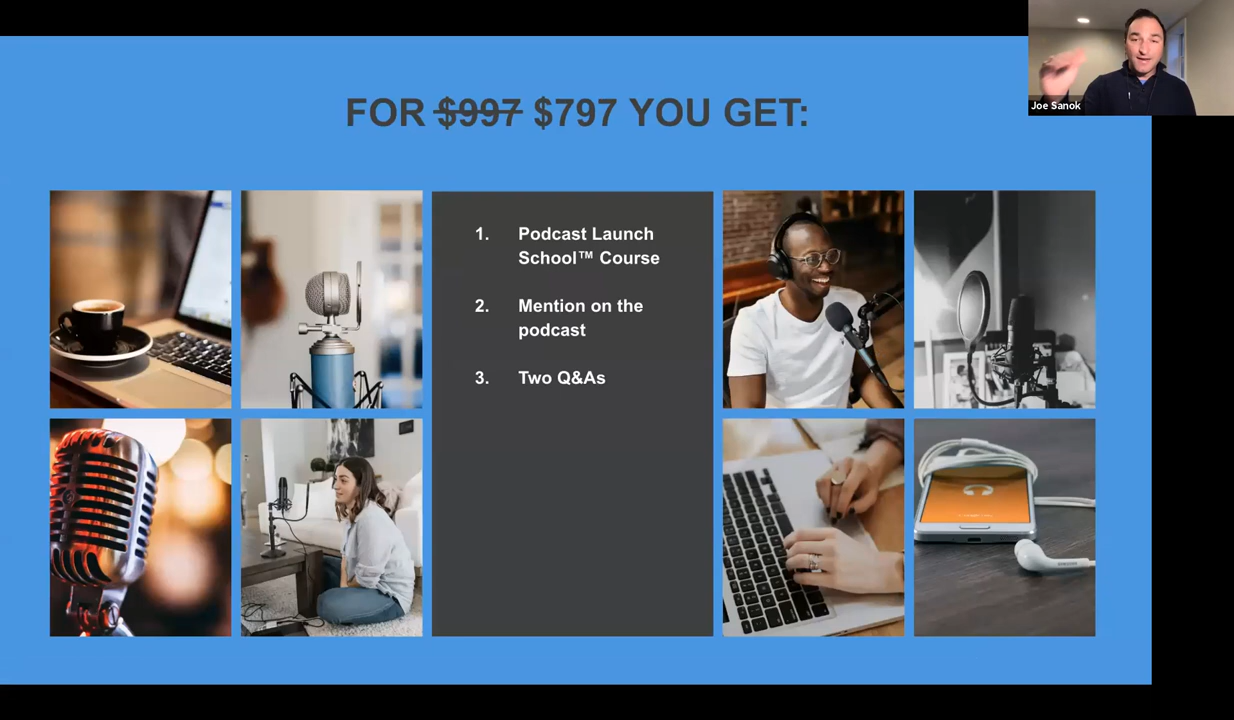 Joe Sanok
FOR $997 $797 YOU GET:
1. Podcast Launch
School™ Course
2. Mention on the
podcast
3. Two Q&As